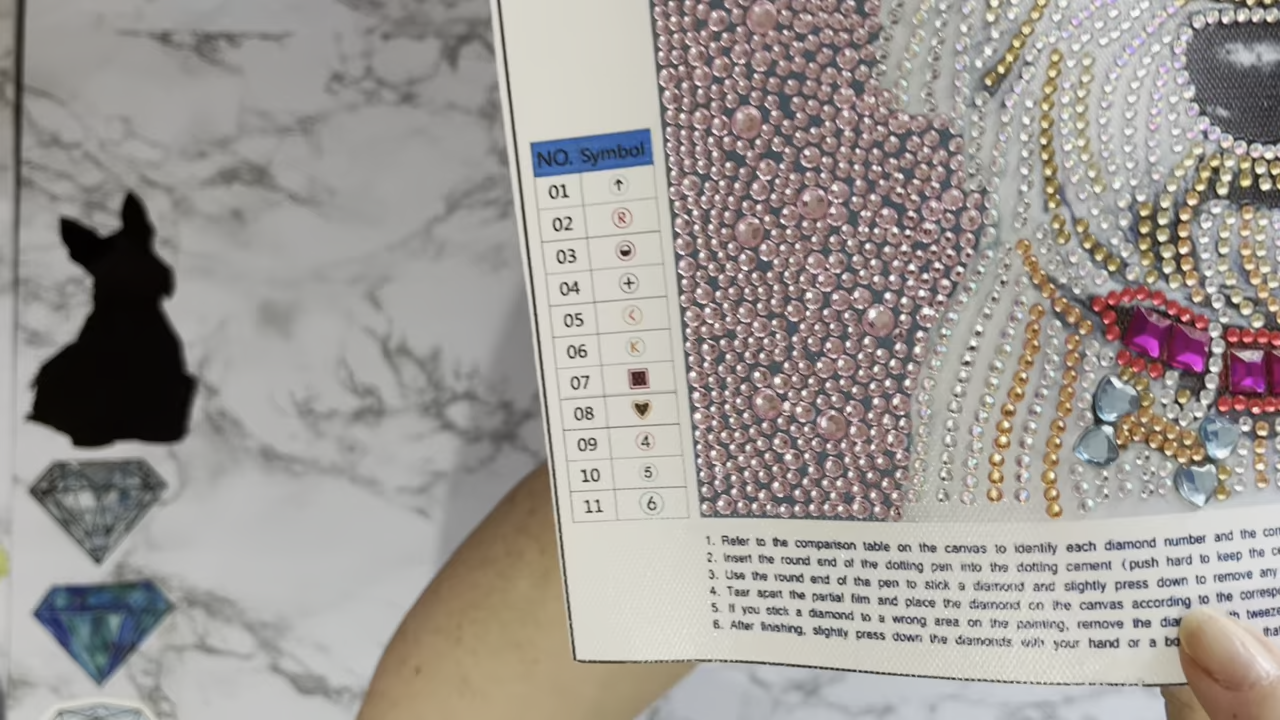 NO. Symbol
01 ↑
02 R
03
04 +
05 <
06 K
07
08
09 4
10 5
11 6
1. Refer to the comparison table on the canvas to identify each diamond number and the
2. Insert the round end of the dotting pen into the dotting cement (push hard to keep the
3. Use the round end of the pen to stick a diamond and slightly press down to remove any
4. Tear apart the partial film and place the diamond on the canvas according to the
5. If you stick a diamond to a wrong area on the painting, remove the
6. After finishing, slightly press down the diamonds with your hand or a